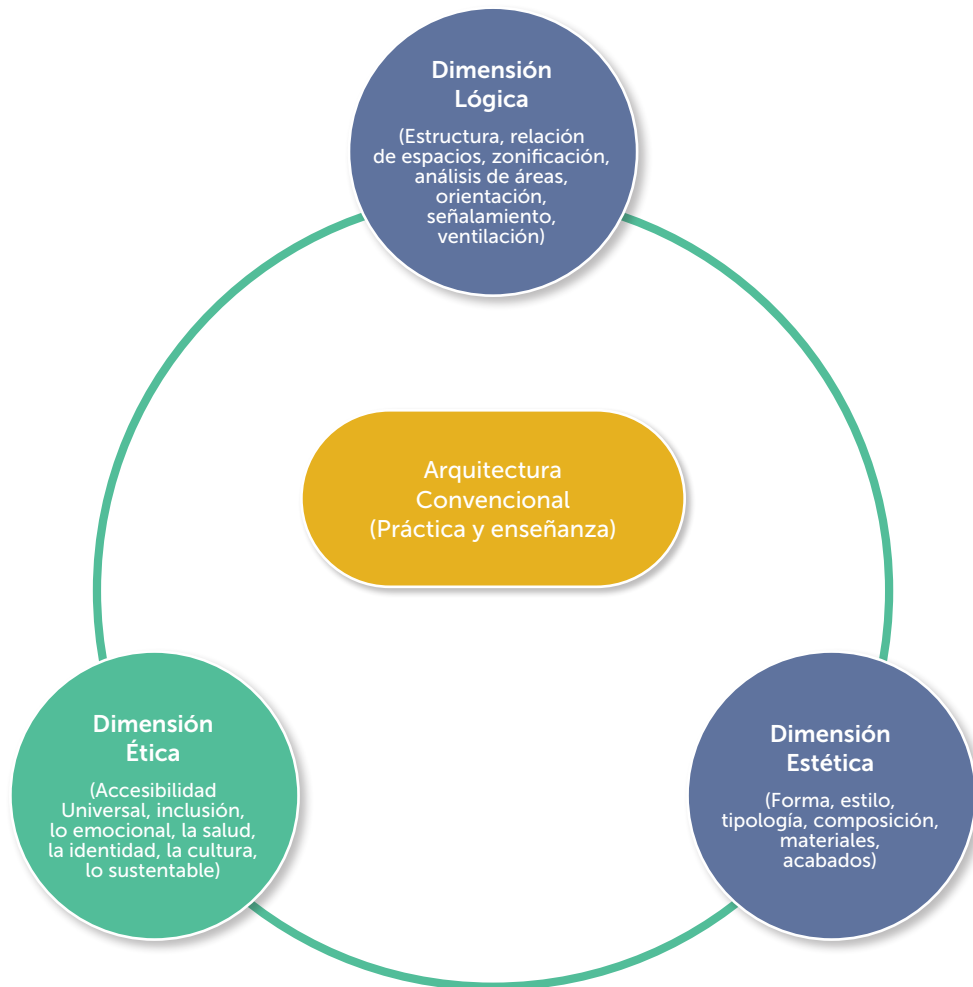 Dimensión
Lógica
(Estructura, relación
de espacios, zonificación,
análisis de áreas,
orientación,
señalamiento,
ventilación)
Arquitectura
Convencional
(Práctica y enseñanza)
Dimensión
Ética
(Accesibilidad
Universal, inclusión,
lo emocional, la salud,
la identidad, la cultura,
lo sustentable)
Dimensión
Estética
(Forma, estilo,
tipología, composición,
materiales,
acabados)